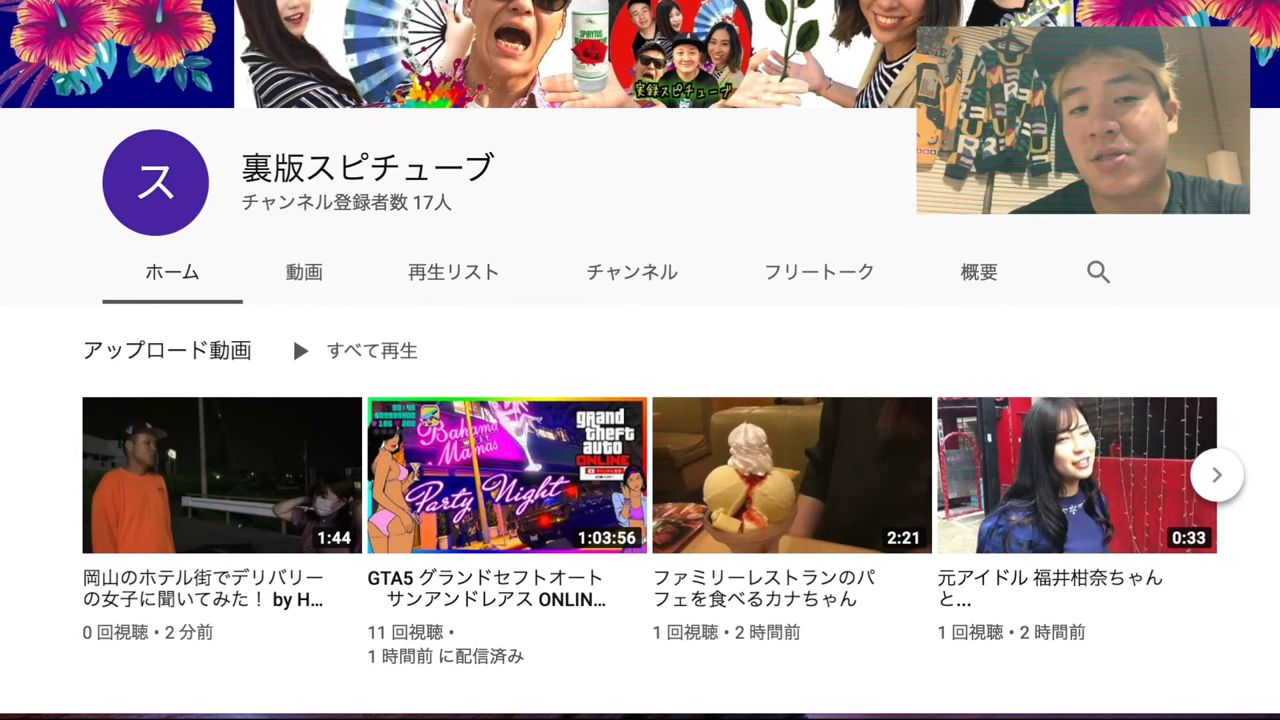 SPIRYTUS
実録スピチューブ
ス
裏版スピチューブ
チャンネル登録者数 17人
ホーム 動画 再生リスト チャンネル フリートーク 概要
アップロード動画 すべて再生
1:44
Bahama
Mamas
Party Night
grand
theft
auto
ONLINE
1:03:56
2:21
0:33
岡山のホテル街でデリバリー
の女子に聞いてみた！ by H...
0 回視聴・2 分前
GTA5 グランドセフトオート
サンアンドレアス ONLIN...
11 回視聴・
1 時間前 に配信済み
ファミリーレストランのパ
フェを食べるカナちゃん
1 回視聴・2 時間前
元アイドル 福井柑奈ちゃん
と...
1 回視聴・2 時間前